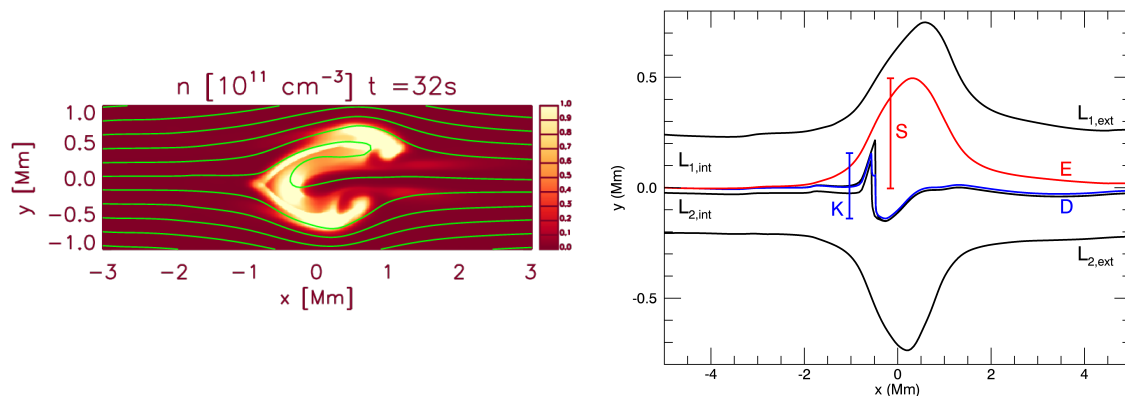 n [10^11 cm^-3] t =32s
1.0
0.5
0.0
-0.5
-1.0
y [Mm]
-3 -2 -1 0 1 2 3
x [Mm]
1.0
0.9
0.8
0.7
0.6
0.5
0.4
0.3
0.2
0.1
0.0
0.5
0.0
-0.5
y (Mm)
L1,ext
S
L1,int
E
K
L2,int
D
L2,ext
-4 -2 0 2 4
x (Mm)